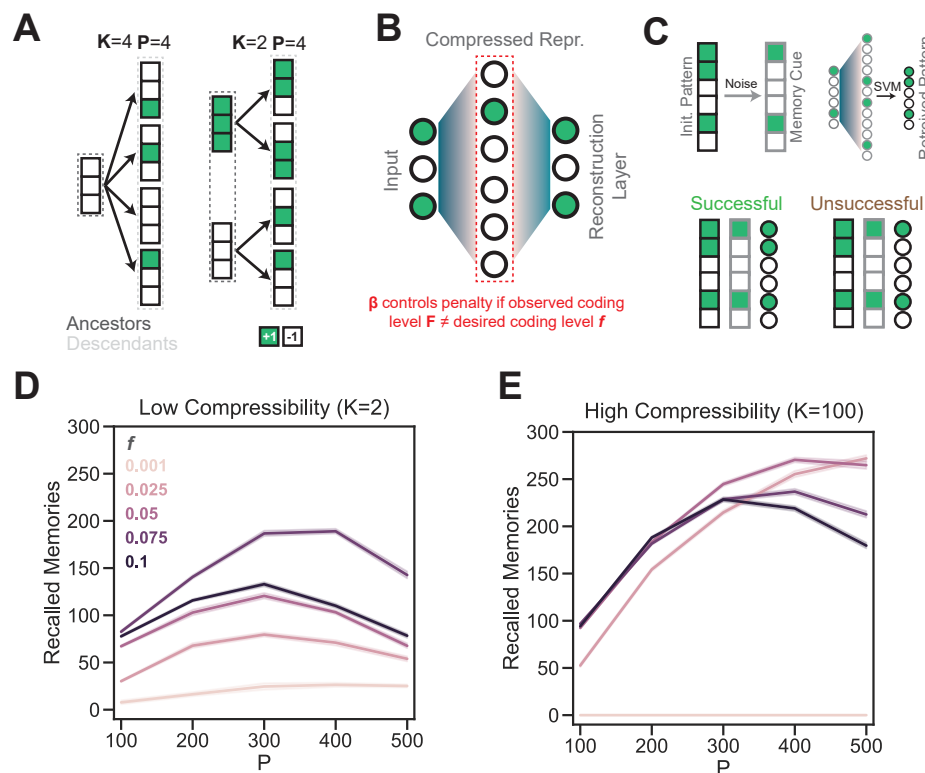 A
K=4 P=4
K=2 P=4
Ancestors
Descendants
+1
-1
B
Compressed Repr.
Input
Reconstruction
Layer
β controls penalty if observed coding
level F ≠ desired coding level f
C
Init. Pattern
Noise
Memory Cue
SVM
Retrieved Pattern
Successful
Unsuccessful
D
Low Compressibility (K=2)
Recalled Memories
300
250
200
150
100
50
0
f
0.001
0.025
0.05
0.075
0.1
100 200 300 400 500
P
E
High Compressibility (K=100)
Recalled Memories
300
250
200
150
100
50
0
100 200 300 400 500
P